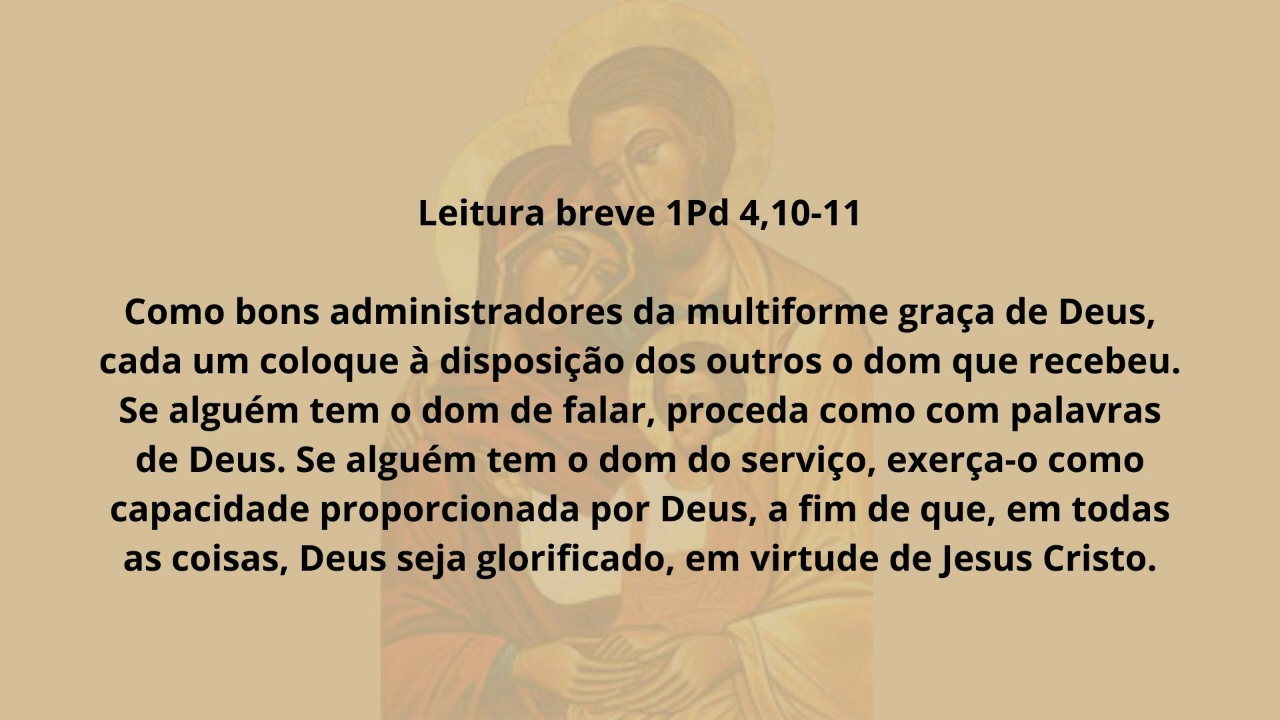 Leitura breve 1Pd 4,10-11
Como bons administradores da multiforme graça de Deus,
cada um coloque à disposição dos outros o dom que recebeu.
Se alguém tem o dom de falar, proceda como com palavras
de Deus. Se alguém tem o dom do serviço, exerça-o como
capacidade proporcionada por Deus, a fim de que, em todas
as coisas, Deus seja glorificado, em virtude de Jesus Cristo.